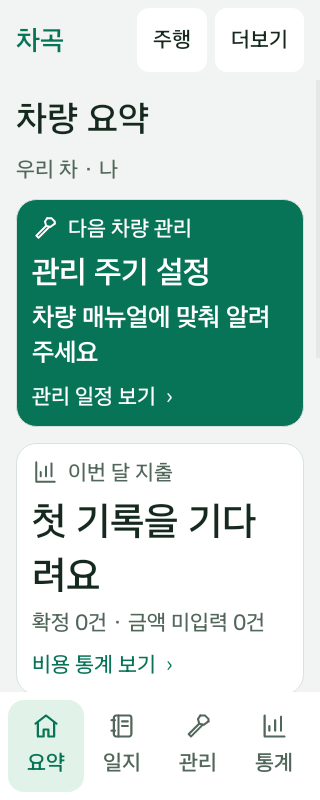 차곡
주행
더보기
차량 요약
우리 차 · 나
다음 차량 관리
관리 주기 설정
차량 매뉴얼에 맞춰 알려
주세요
관리 일정 보기 ›
이번 달 지출
첫 기록을 기다
려요
확정 0건 · 금액 미입력 0건
비용 통계 보기 ›
요약
일지
관리
통계